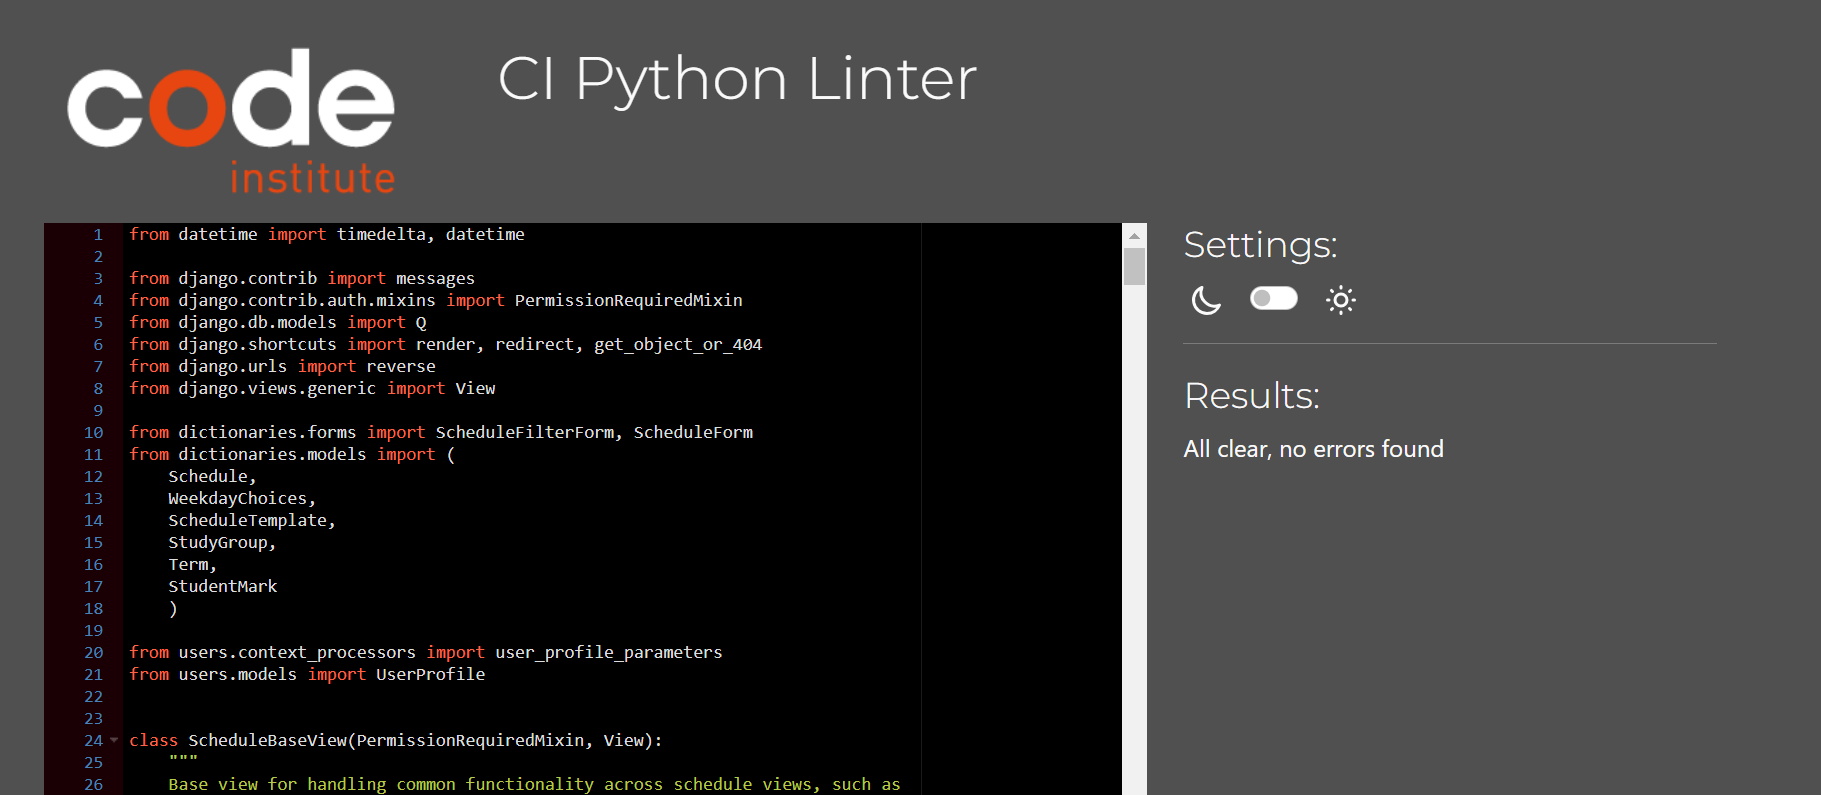 code
institute
CI Python Linter
1 from datetime import timedelta, datetime
2
3 from django.contrib import messages
4 from django.contrib.auth.mixins import PermissionRequiredMixin
5 from django.db.models import Q
6 from django.shortcuts import render, redirect, get_object_or_404
7 from django.urls import reverse
8 from django.views.generic import View
9
10 from dictionaries.forms import ScheduleFilterForm, ScheduleForm
11 from dictionaries.models import (
12     Schedule,
13     WeekdayChoices,
14     ScheduleTemplate,
15     StudyGroup,
16     Term,
17     StudentMark
18     )
19
20 from users.context_processors import user_profile_parameters
21 from users.models import UserProfile
22
23
24 class ScheduleBaseView(PermissionRequiredMixin, View):
25     """
26     Base view for handling common functionality across schedule views, such as
Settings:
Results:
All clear, no errors found